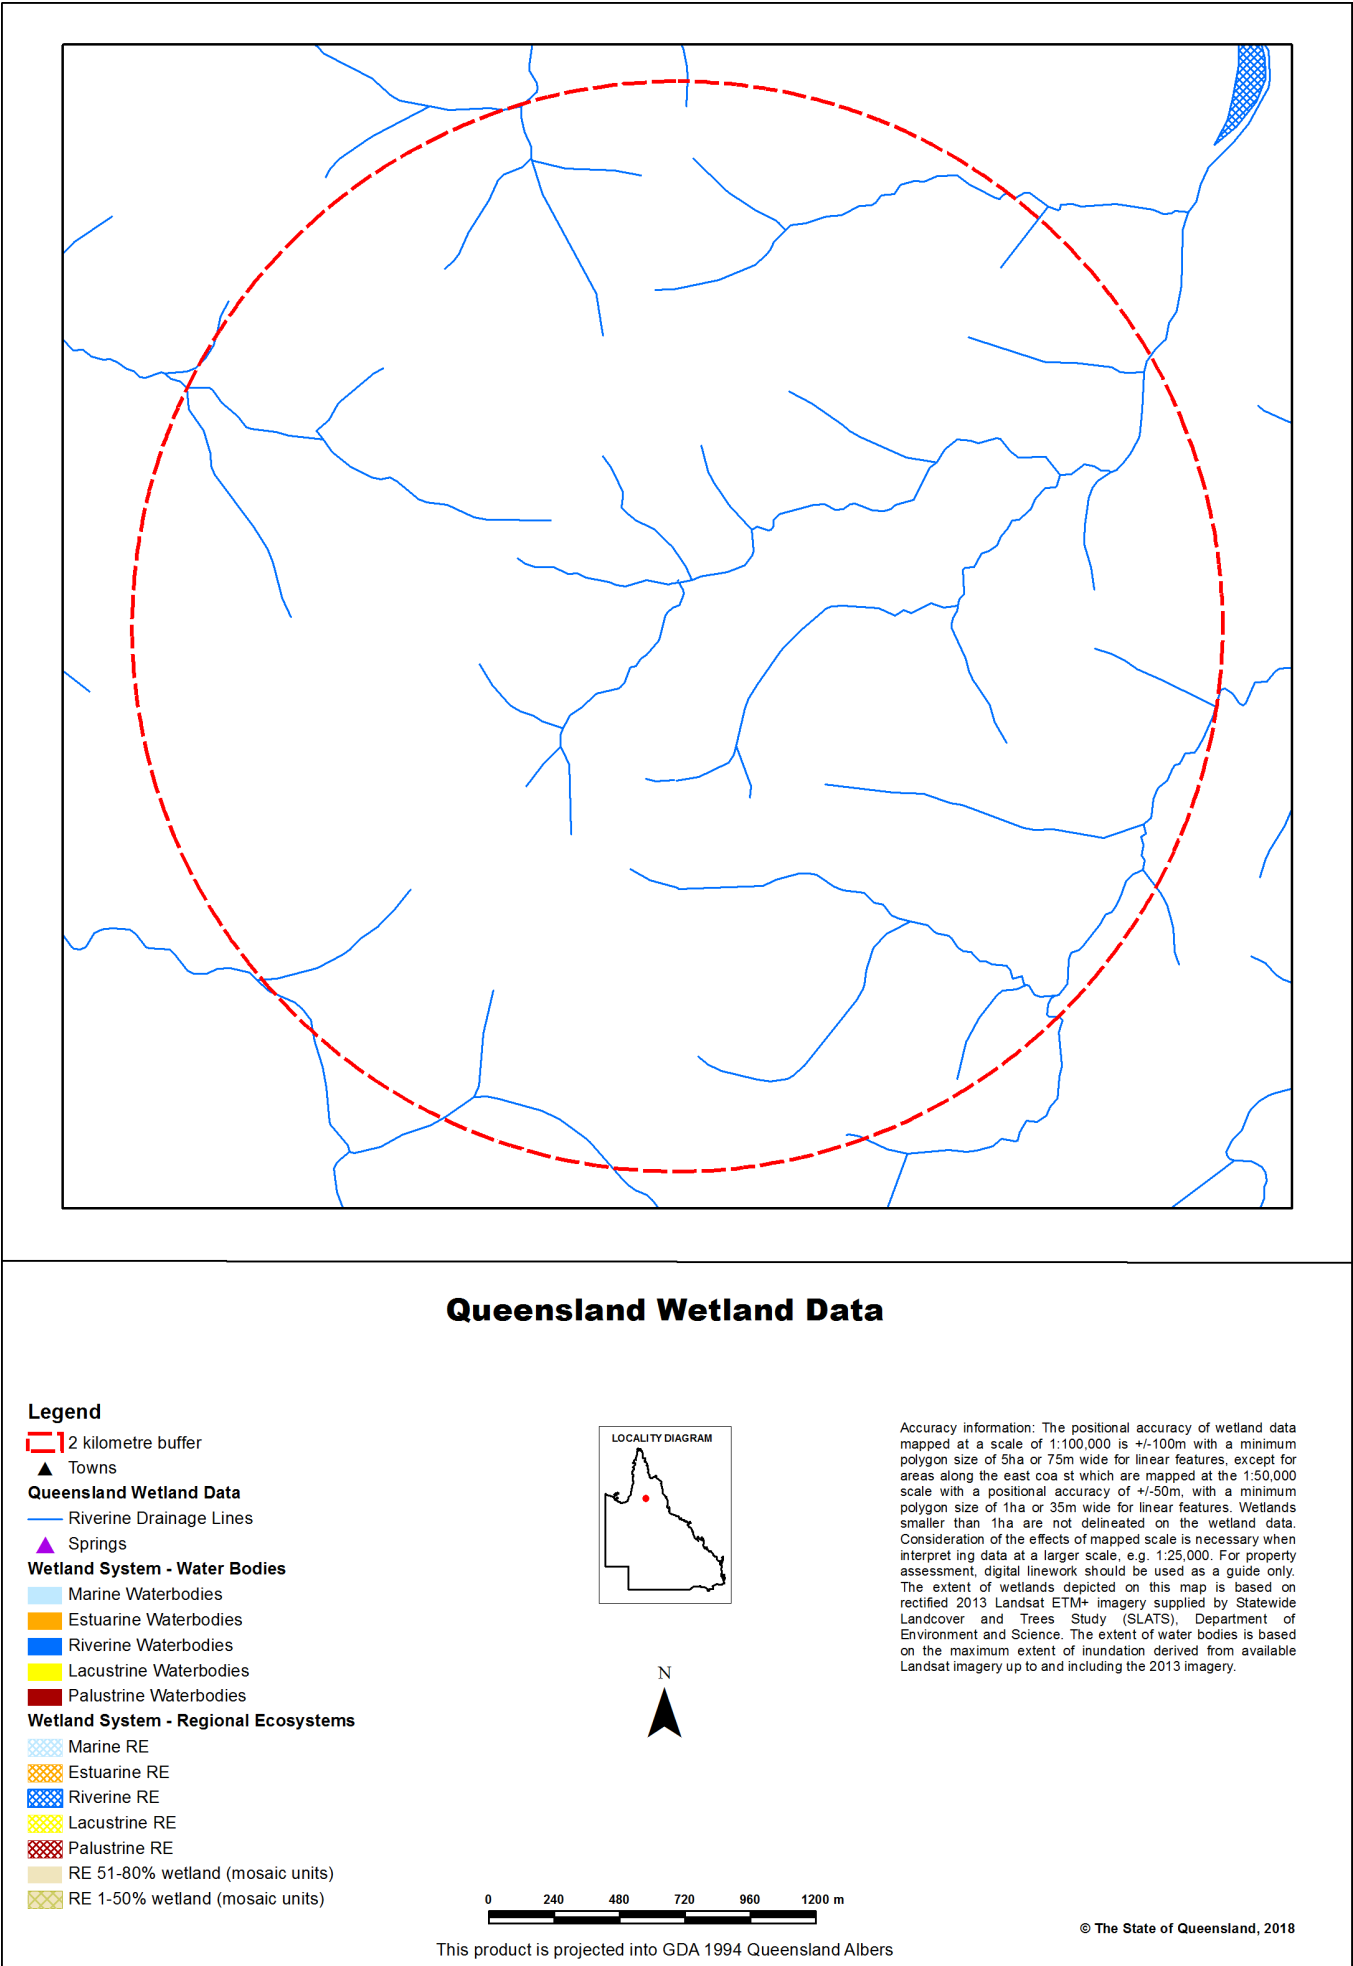 Queensland Wetland Data
Legend
2 kilometre buffer
Towns
Queensland Wetland Data
Riverine Drainage Lines
Springs
Wetland System - Water Bodies
Marine Waterbodies
Estuarine Waterbodies
Riverine Waterbodies
Lacustrine Waterbodies
Palustrine Waterbodies
Wetland System - Regional Ecosystems
Marine RE
Estuarine RE
Riverine RE
Lacustrine RE
Palustrine RE
RE 51-80% wetland (mosaic units)
RE 1-50% wetland (mosaic units)
LOCALITY DIAGRAM
N
0 240 480 720 960 1200 m
This product is projected into GDA 1994 Queensland Albers
Accuracy information: The positional accuracy of wetland data
mapped at a scale of 1:100,000 is +/-100m with a minimum
polygon size of 5ha or 75m wide for linear features, except for
areas along the east coa st which are mapped at the 1:50,000
scale with a positional accuracy of +/-50m, with a minimum
polygon size of 1ha or 35m wide for linear features. Wetlands
smaller than 1ha are not delineated on the wetland data.
Consideration of the effects of mapped scale is necessary when
interpret ing data at a larger scale, e.g. 1:25,000. For property
assessment, digital linework should be used as a guide only.
The extent of wetlands depicted on this map is based on
rectified 2013 Landsat ETM+ imagery supplied by Statewide
Landcover and Trees Study (SLATS), Department of
Environment and Science. The extent of water bodies is based
on the maximum extent of inundation derived from available
Landsat imagery up to and including the 2013 imagery.
© The State of Queensland, 2018